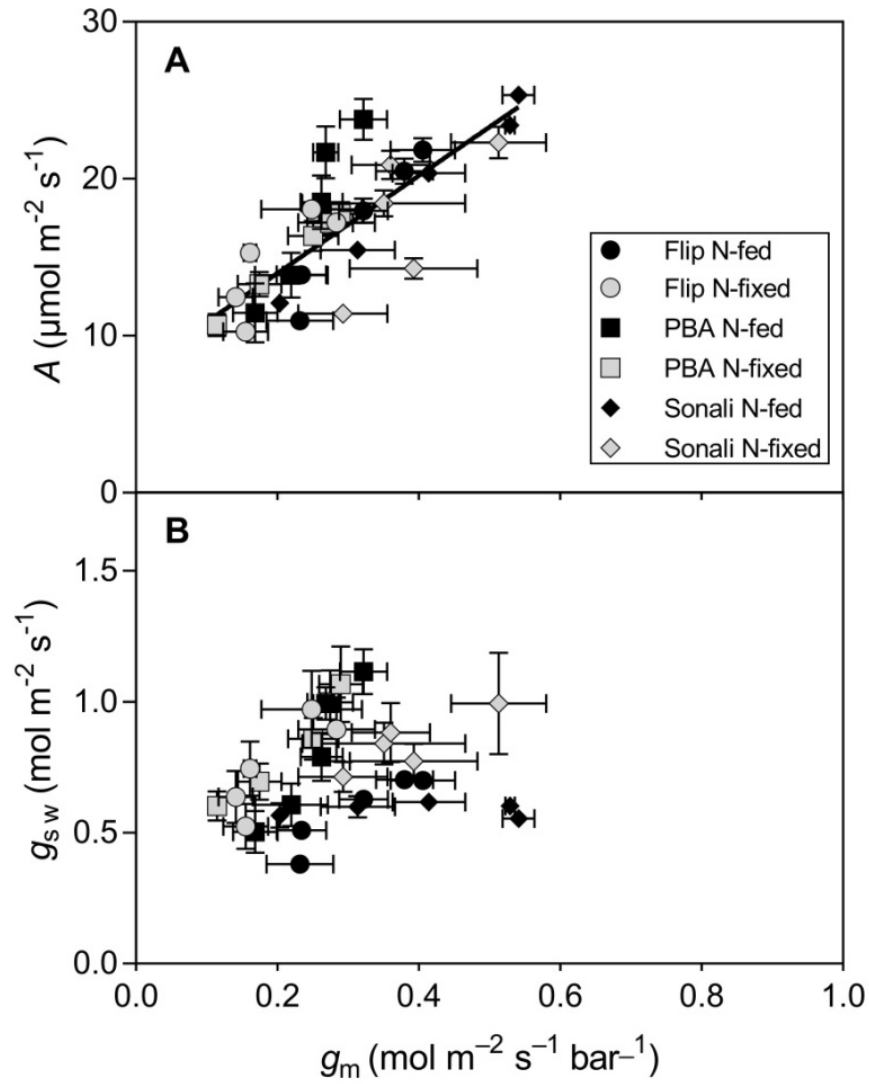 30
A
20
A (μmol m⁻² s⁻¹)
10
0
Flip N-fed
Flip N-fixed
PBA N-fed
PBA N-fixed
Sonali N-fed
Sonali N-fixed
B
1.5
1.0
g_sw (mol m⁻² s⁻¹)
0.5
0.0
0.0 0.2 0.4 0.6 0.8 1.0
g_m (mol m⁻² s⁻¹ bar⁻¹)